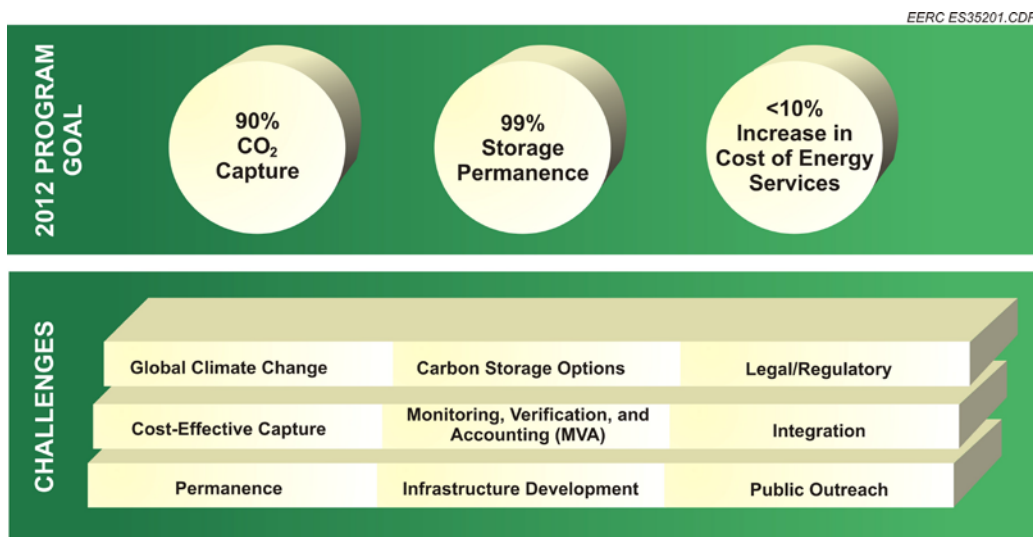 EERC ES35201.CDR
2012 PROGRAM
GOAL
90%
CO₂
Capture
99%
Storage
Permanence
<10%
Increase in
Cost of Energy
Services
CHALLENGES
Global Climate Change
Carbon Storage Options
Legal/Regulatory
Cost-Effective Capture
Monitoring, Verification, and
Accounting (MVA)
Integration
Permanence
Infrastructure Development
Public Outreach